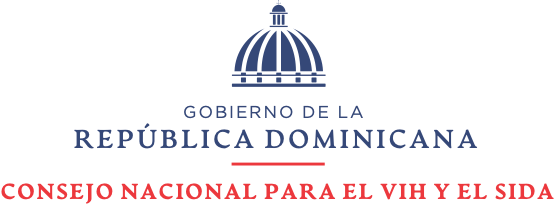 GOBIERNO DE LA
REPÚBLICA DOMINICANA
CONSEJO NACIONAL PARA EL VIH Y EL SIDA